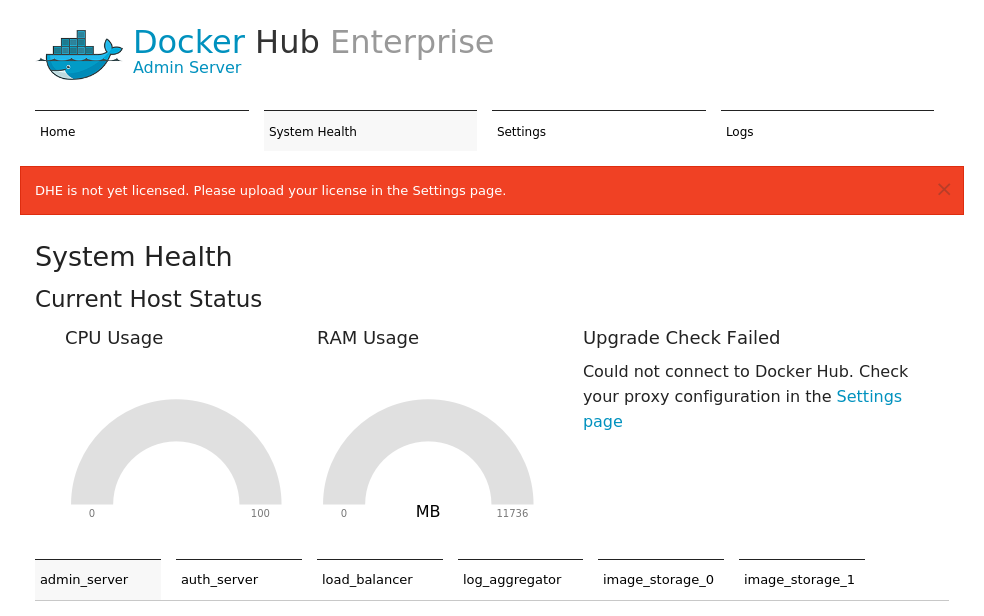 Docker Hub Enterprise
Admin Server
Home
System Health
Settings
Logs
DHE is not yet licensed. Please upload your license in the Settings page.
×
System Health
Current Host Status
CPU Usage
RAM Usage
Upgrade Check Failed
Could not connect to Docker Hub. Check
your proxy configuration in the Settings
page
0
100
0
MB
11736
admin_server
auth_server
load_balancer
log_aggregator
image_storage_0
image_storage_1